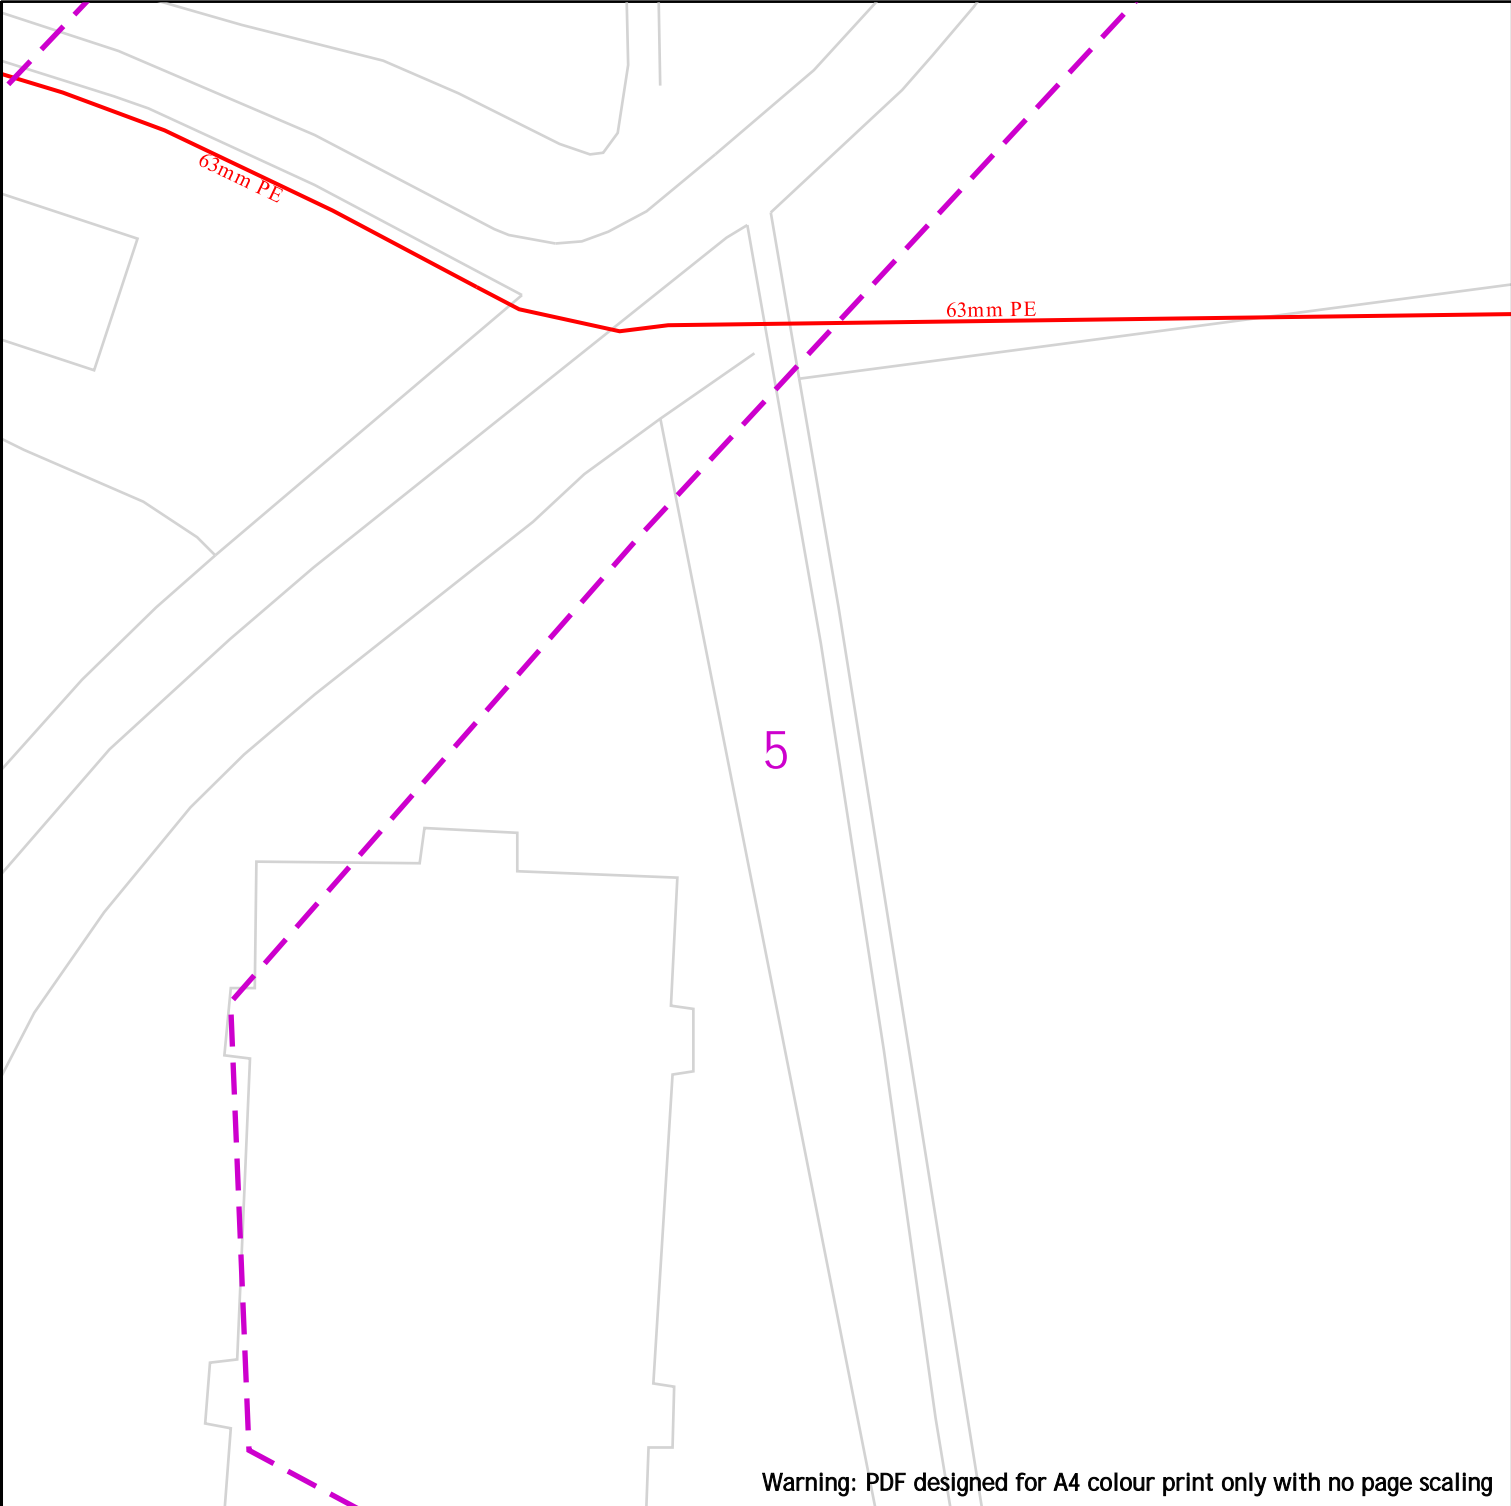 63mm PE
63mm PE
5
Warning: PDF designed for A4 colour print only with no page scaling